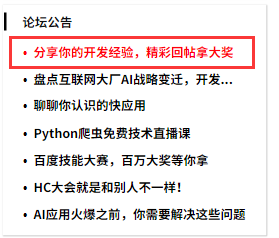 论坛公告
• 分享你的开发经验，精彩回帖拿大奖
• 盘点互联网大厂AI战略变迁，开发...
• 聊聊你认识的快应用
• Python爬虫免费技术直播课
• 百度技能大赛，百万大奖等你拿
• HC大会就是和别人不一样！
• AI应用火爆之前，你需要解决这些问题